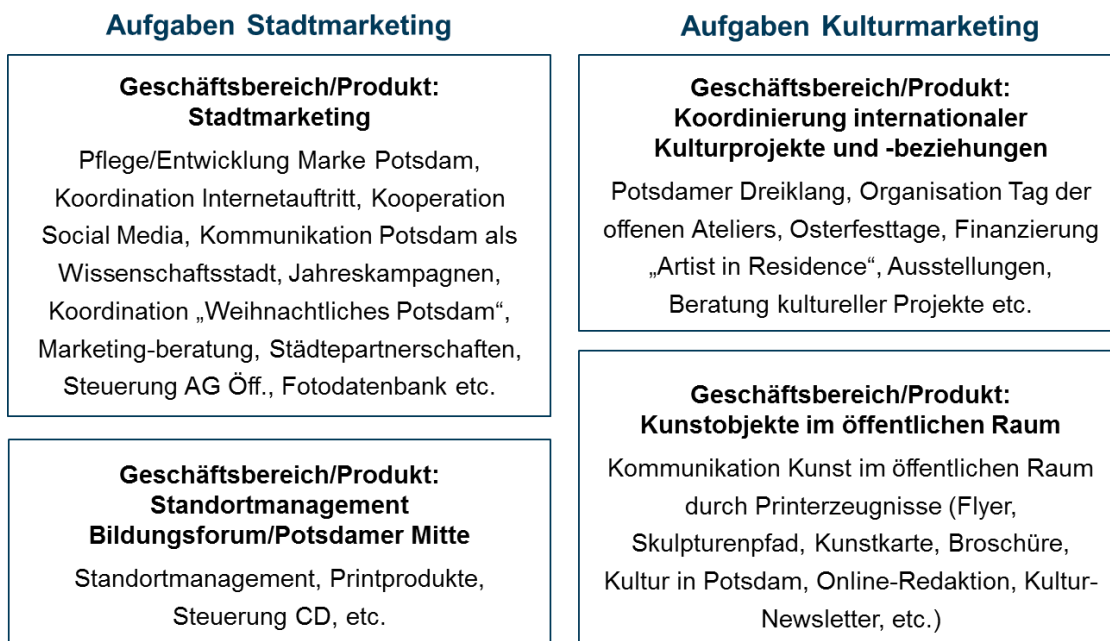 Aufgaben Stadtmarketing
Geschäftsbereich/Produkt:
Stadtmarketing
Pflege/Entwicklung Marke Potsdam,
Koordination Internetauftritt, Kooperation
Social Media, Kommunikation Potsdam als
Wissenschaftsstadt, Jahreskampagnen,
Koordination „Weihnachtliches Potsdam“,
Marketing-beratung, Städtepartnerschaften,
Steuerung AG Öff., Fotodatenbank etc.
Geschäftsbereich/Produkt:
Standortmanagement
Bildungsforum/Potsdamer Mitte
Standortmanagement, Printprodukte,
Steuerung CD, etc.
Aufgaben Kulturmarketing
Geschäftsbereich/Produkt:
Koordinierung internationaler
Kulturprojekte und -beziehungen
Potsdamer Dreiklang, Organisation Tag der
offenen Ateliers, Osterfesttage, Finanzierung
„Artist in Residence“, Ausstellungen,
Beratung kultureller Projekte etc.
Geschäftsbereich/Produkt:
Kunstobjekte im öffentlichen Raum
Kommunikation Kunst im öffentlichen Raum
durch Printerzeugnisse (Flyer,
Skulpturenpfad, Kunstkarte, Broschüre,
Kultur in Potsdam, Online-Redaktion, Kultur-
Newsletter, etc.)